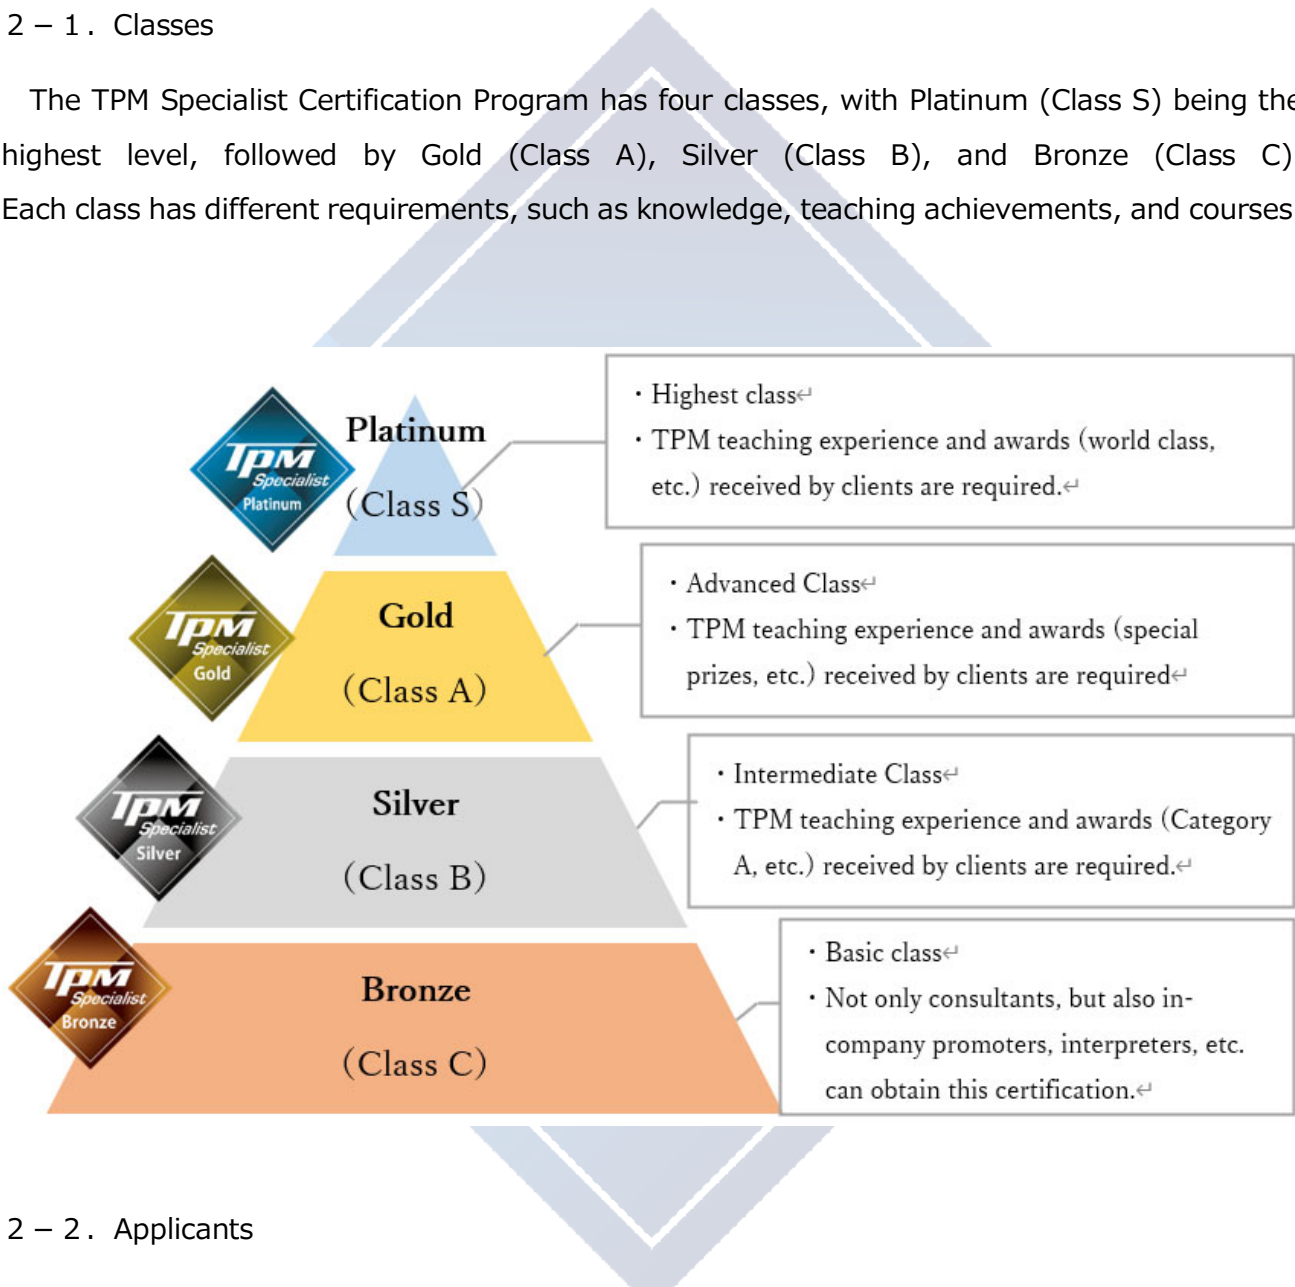 2－1．Classes
The TPM Specialist Certification Program has four classes, with Platinum (Class S) being the
highest level, followed by Gold (Class A), Silver (Class B), and Bronze (Class C)
Each class has different requirements, such as knowledge, teaching achievements, and courses
TPM
Specialist
Platinum
Platinum
(Class S)
・Highest class↵
・TPM teaching experience and awards (world class,
etc.) received by clients are required.↵
TPM
Specialist
Gold
Gold
(Class A)
・Advanced Class↵
・TPM teaching experience and awards (special
prizes, etc.) received by clients are required↵
TPM
Specialist
Silver
Silver
(Class B)
・Intermediate Class↵
・TPM teaching experience and awards (Category
A, etc.) received by clients are required.↵
TPM
Specialist
Bronze
Bronze
(Class C)
・Basic class↵
・Not only consultants, but also in-
company promoters, interpreters, etc.
can obtain this certification.↵
2－2．Applicants